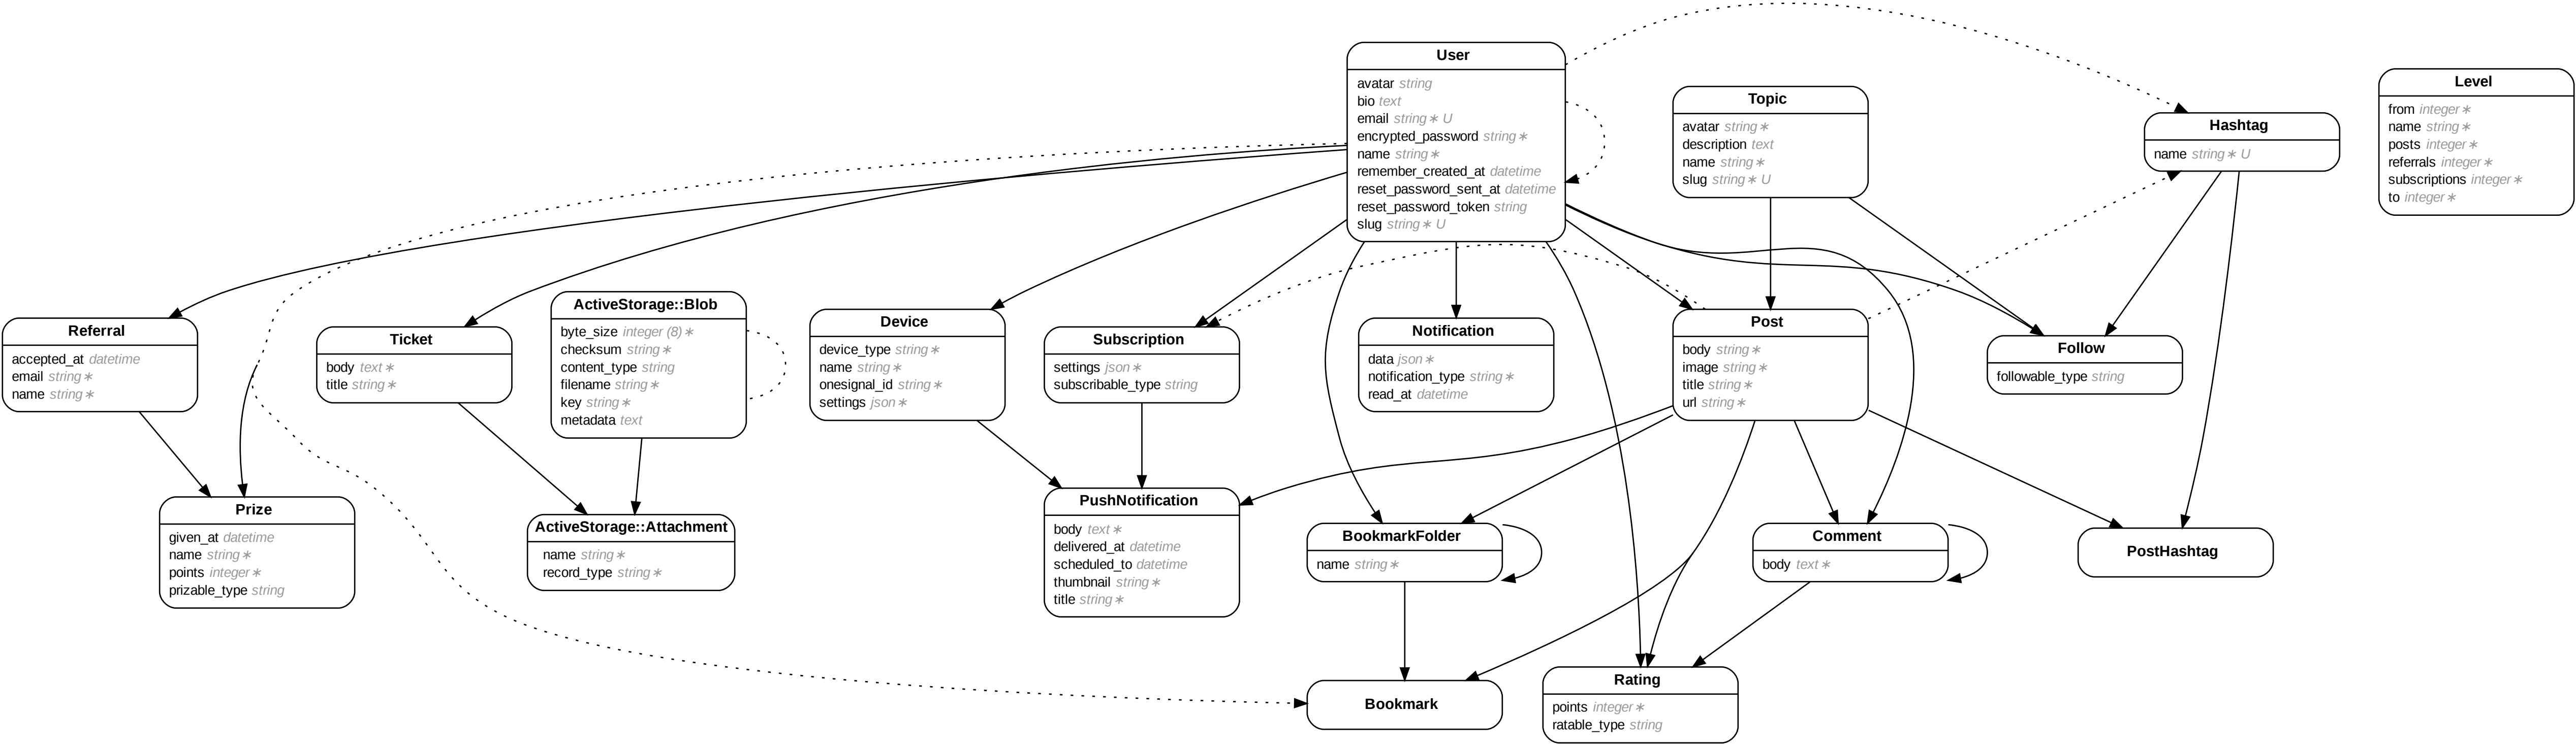 User
avatar string
bio text
email string∗ U
encrypted_password string∗
name string∗
remember_created_at datetime
reset_password_sent_at datetime
reset_password_token string
slug string∗ U
Topic
avatar string∗
description text
name string∗
slug string∗ U
Hashtag
name string∗ U
Level
from integer∗
name string∗
posts integer∗
referrals integer∗
subscriptions integer∗
to integer∗
Referral
accepted_at datetime
email string∗
name string∗
Ticket
body text∗
title string∗
ActiveStorage::Blob
byte_size integer (8)∗
checksum string∗
content_type string
filename string∗
key string∗
metadata text
Device
device_type string∗
name string∗
onesignal_id string∗
settings json∗
Subscription
settings json∗
subscribable_type string
Notification
data json∗
notification_type string∗
read_at datetime
Post
body string∗
image string∗
title string∗
url string∗
Follow
followable_type string
Prize
given_at datetime
name string∗
points integer∗
prizable_type string
ActiveStorage::Attachment
name string∗
record_type string∗
PushNotification
body text∗
delivered_at datetime
scheduled_to datetime
thumbnail string∗
title string∗
BookmarkFolder
name string∗
Comment
body text∗
PostHashtag
Bookmark
Rating
points integer∗
ratable_type string